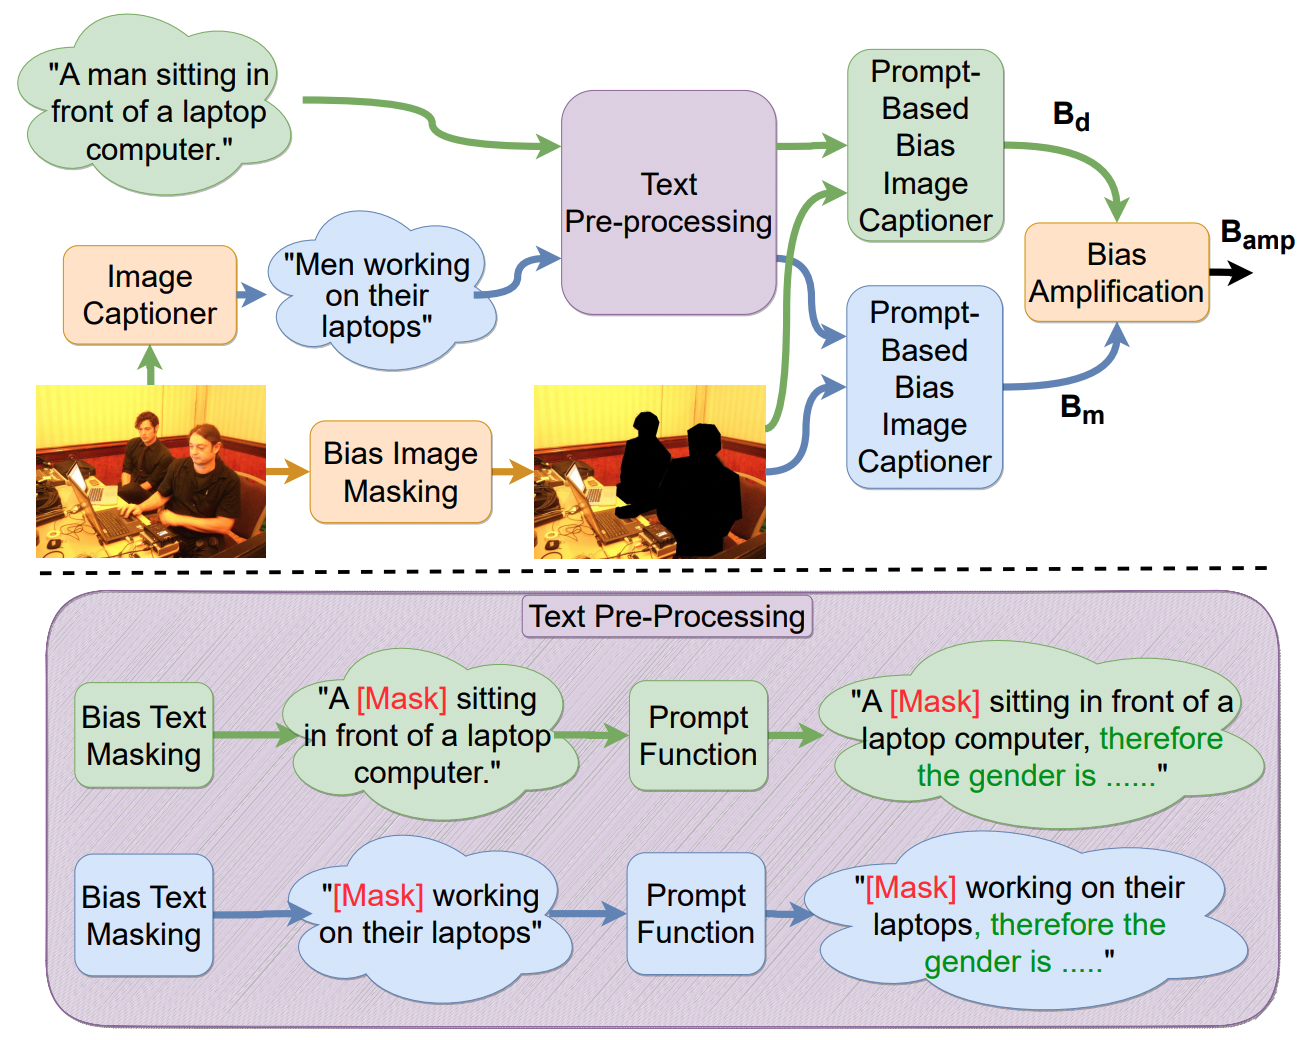 "A man sitting in
front of a laptop
computer."
Text
Pre-processing
Prompt-
Based
Bias
Image
Captioner
B_d
Image
Captioner
"Men working
on their
laptops"
Bias
Amplification
B_amp
Prompt-
Based
Bias
Image
Captioner
B_m
Bias Image
Masking
Text Pre-Processing
Bias Text
Masking
"A [Mask] sitting
in front of a laptop
computer."
Prompt
Function
"A [Mask] sitting in front of a
laptop computer, therefore
the gender is ......"
Bias Text
Masking
"[Mask] working
on their laptops"
Prompt
Function
"[Mask] working on their
laptops, therefore the
gender is ....."